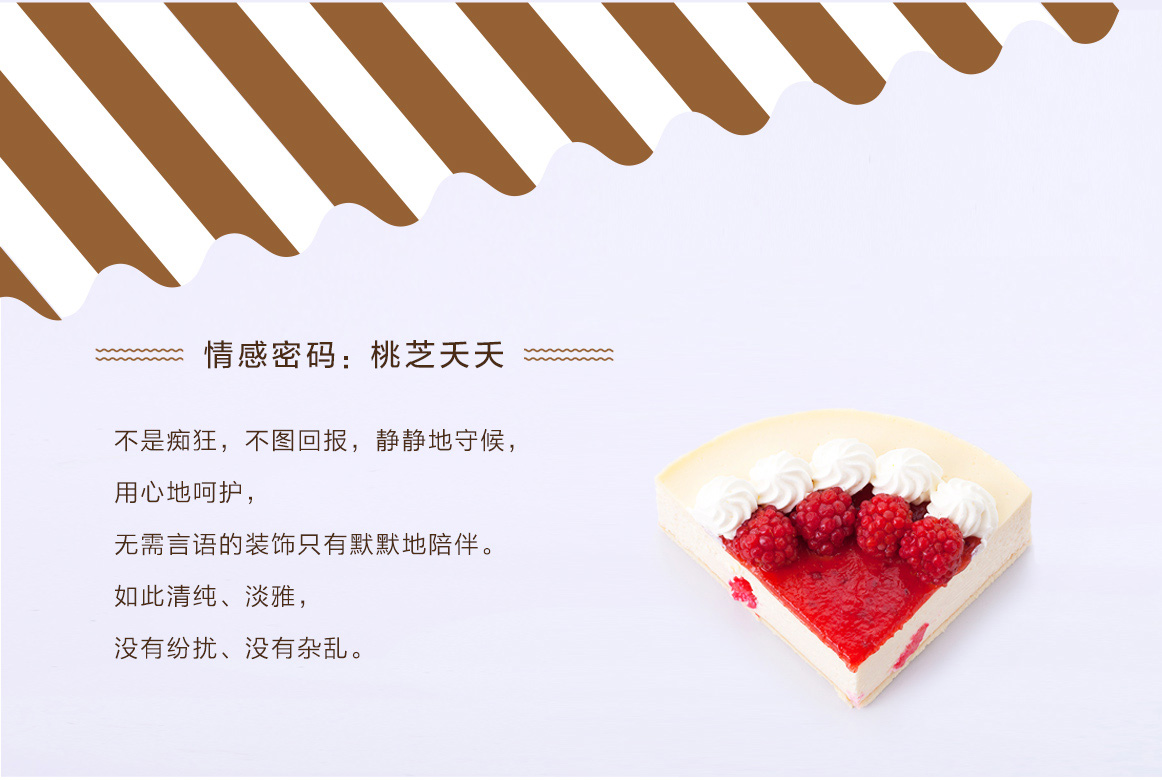 情感密码：桃芝夭夭
不是痴狂，不图回报，静静地守候，
用心地呵护，
无需言语的装饰只有默默地陪伴。
如此清纯、淡雅，
没有纷扰、没有杂乱。